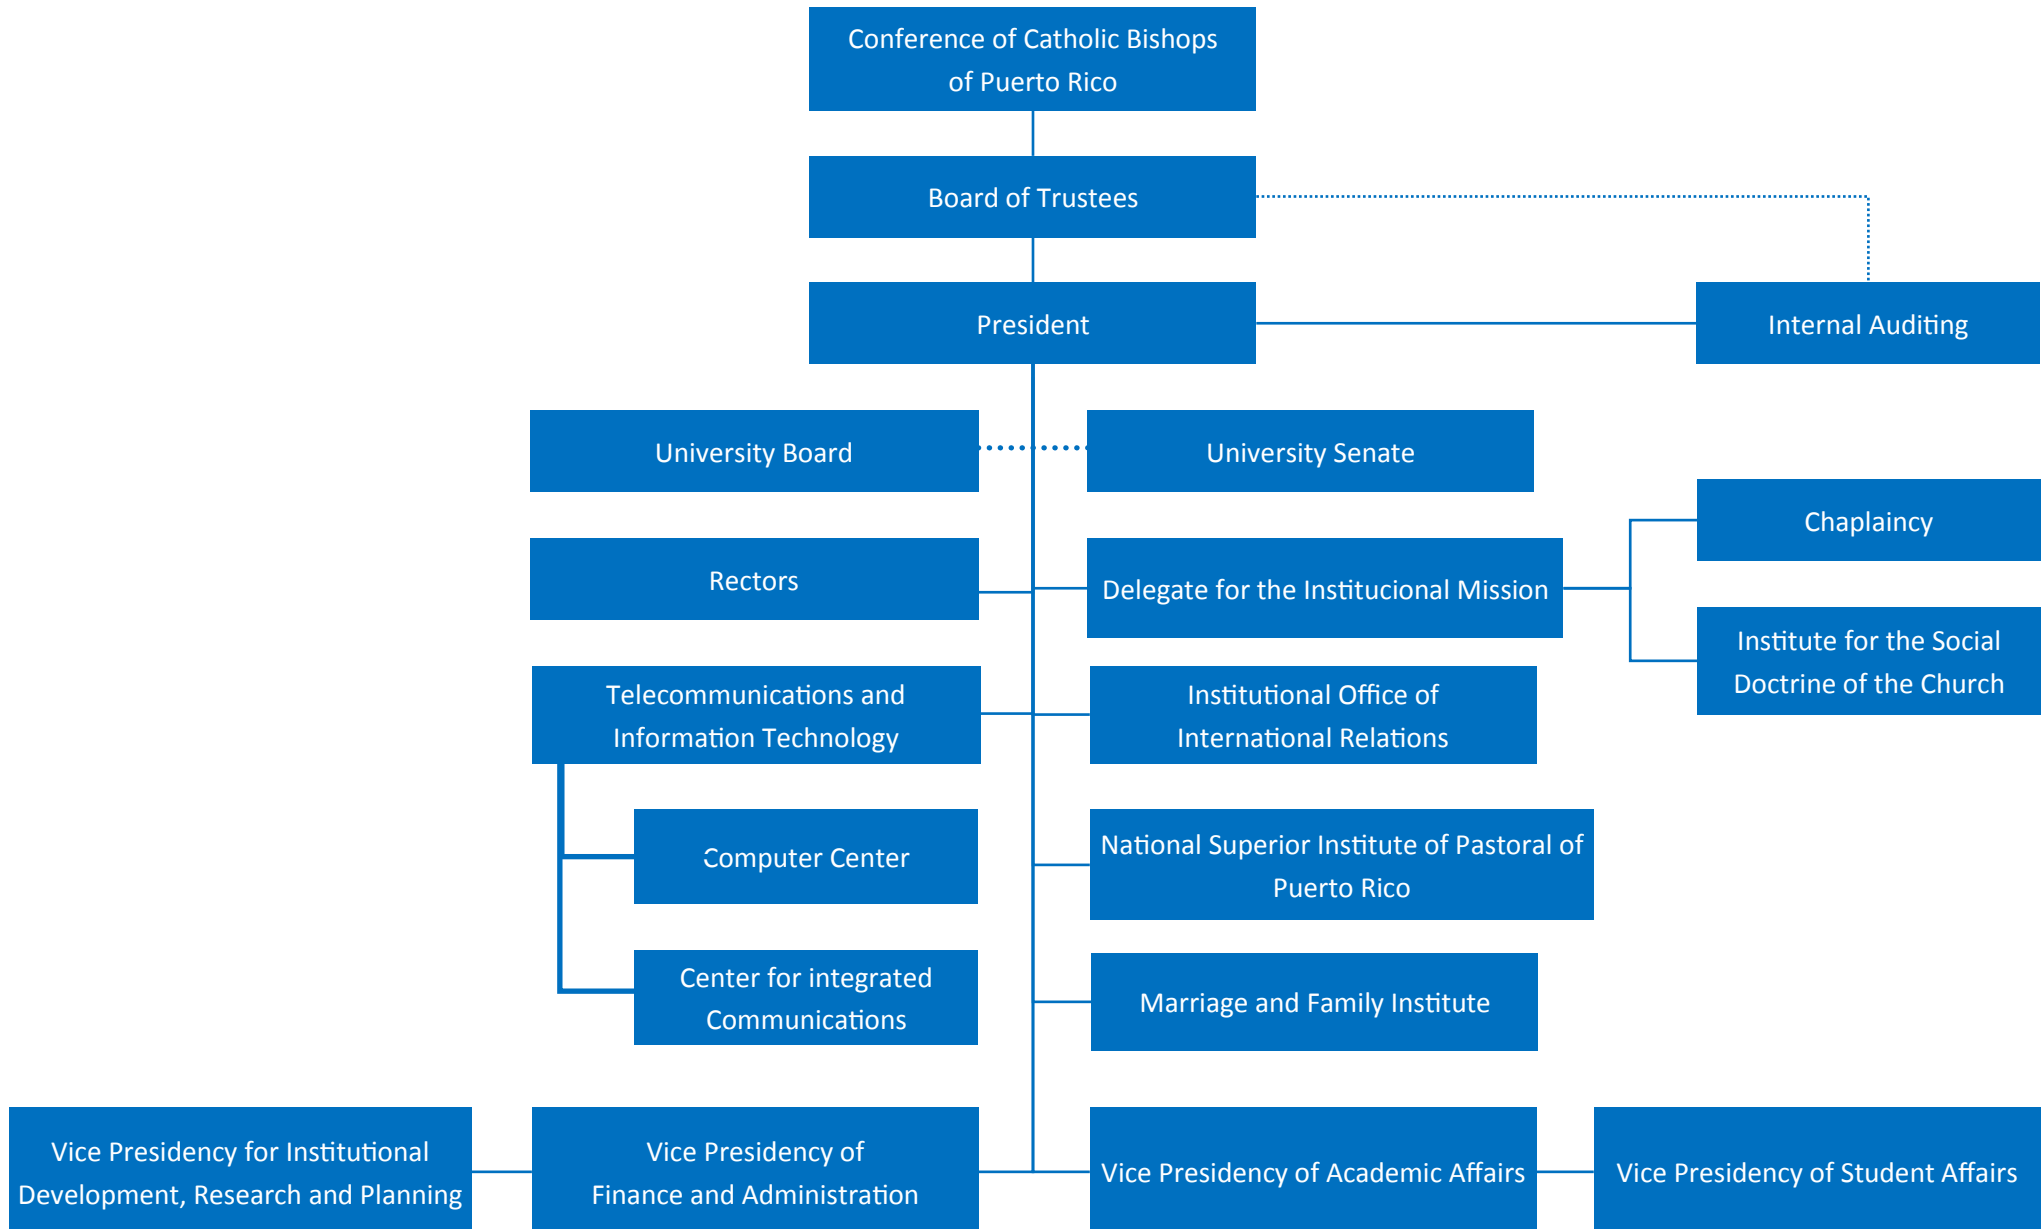 Conference of Catholic Bishops
of Puerto Rico
Board of Trustees
President
Internal Auditing
University Board
University Senate
Chaplaincy
Rectors
Delegate for the Institucional Mission
Institute for the Social
Doctrine of the Church
Telecommunications and
Information Technology
Institutional Office of
International Relations
Computer Center
National Superior Institute of Pastoral of
Puerto Rico
Center for integrated
Communications
Marriage and Family Institute
Vice Presidency for Institutional
Development, Research and Planning
Vice Presidency of
Finance and Administration
Vice Presidency of Academic Affairs
Vice Presidency of Student Affairs